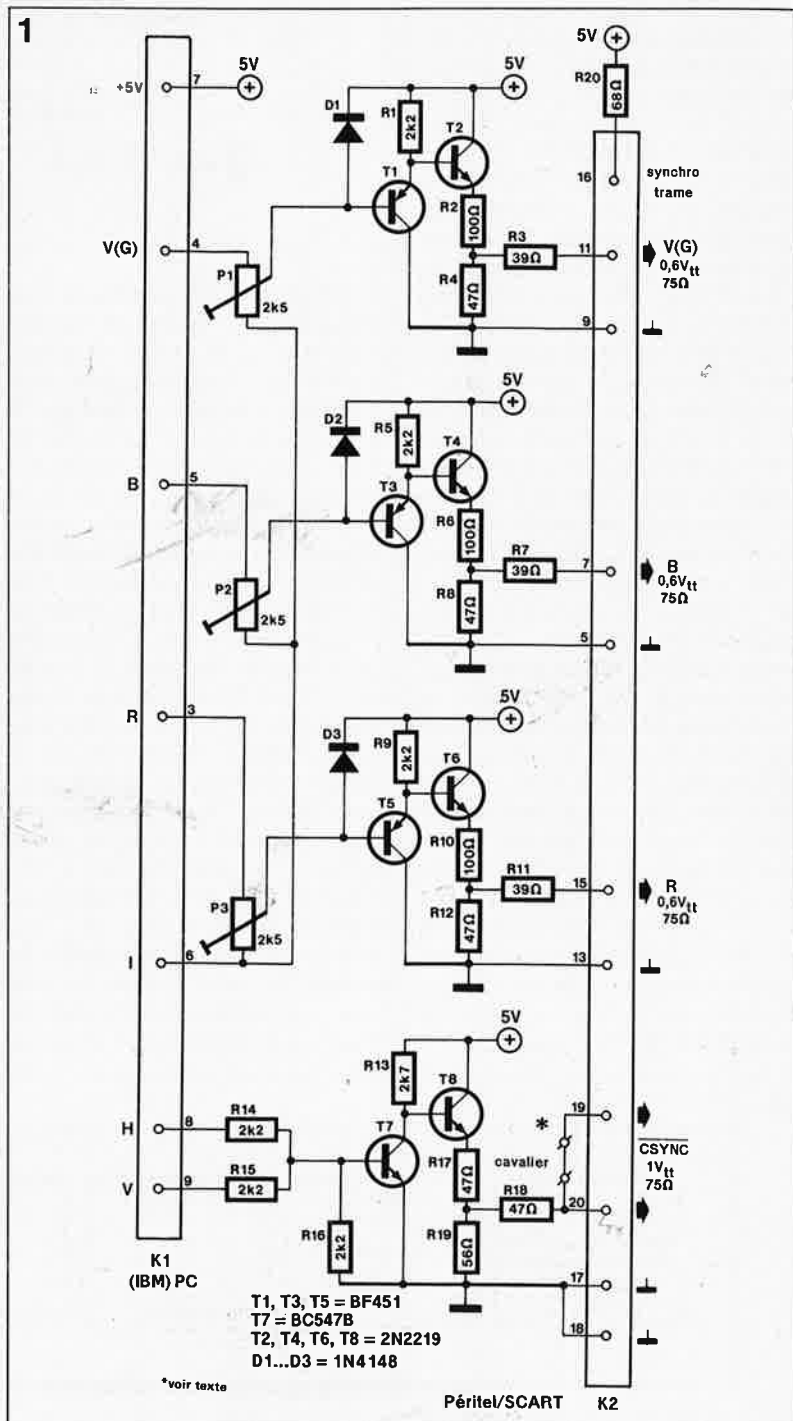 1
5V
+5V
7
5V
D1
R1
2k2
T2
5V
R20
68Ω
T1
R2
100Ω
16
synchro
trame
V(G)
4
P1
2k5
R3
39Ω
11
V(G)
0,6Vtt
75Ω
R4
47Ω
9
5V
D2
R5
2k2
T4
B
5
T3
R6
100Ω
R7
39Ω
7
B
0,6Vtt
75Ω
P2
2k5
R8
47Ω
5
R
3
5V
D3
R9
2k2
T6
T5
R10
100Ω
R11
39Ω
15
R
0,6Vtt
75Ω
P3
2k5
R12
47Ω
I
6
13
5V
R13
2k7
T8
H
8
R14
2k2
T7
19
*
CSYNC
1Vtt
75Ω
V
9
R15
2k2
R17
47Ω
cavalier
R18
47Ω
20
R16
2k2
R19
56Ω
17
18
K1
(IBM) PC
T1, T3, T5 = BF451
T7 = BC547B
T2, T4, T6, T8 = 2N2219
D1...D3 = 1N4148
*voir texte
Péritel/SCART
K2